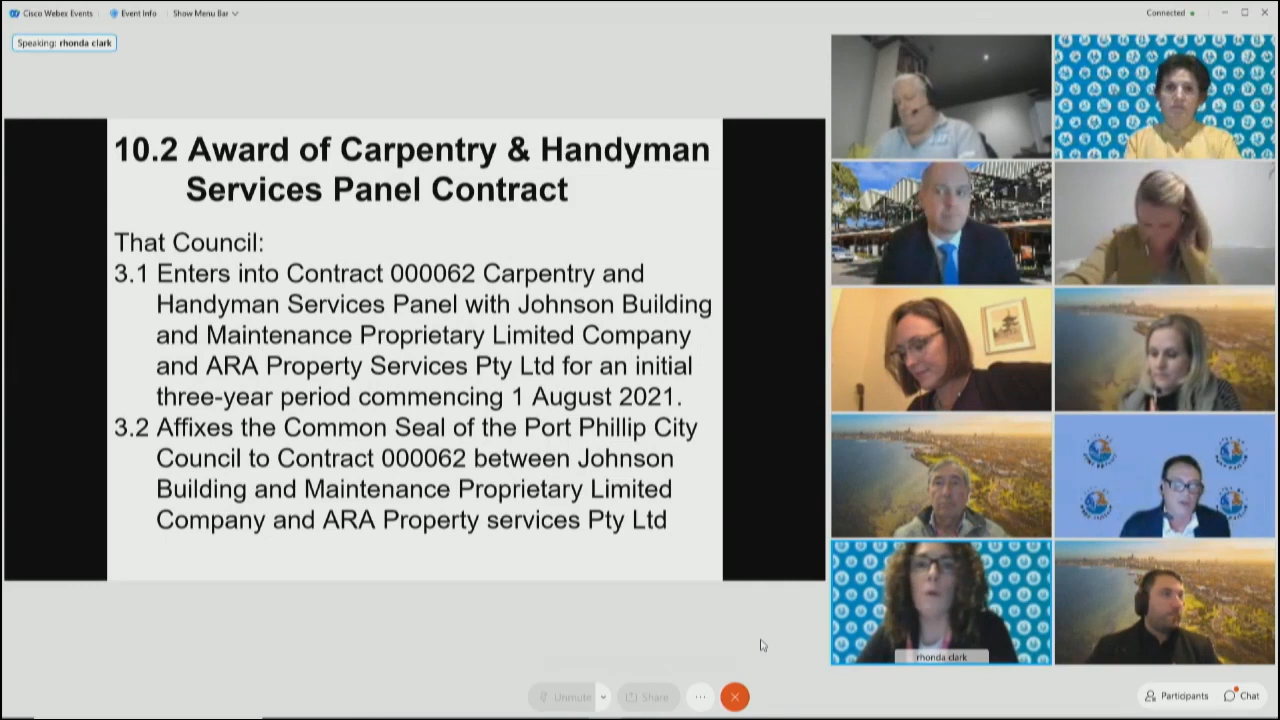 Cisco Webex Events
Event Info
Show Menu Bar
Connected
Speaking: rhonda clark
10.2 Award of Carpentry & Handyman
Services Panel Contract
That Council:
3.1 Enters into Contract 000062 Carpentry and
Handyman Services Panel with Johnson Building
and Maintenance Proprietary Limited Company
and ARA Property Services Pty Ltd for an initial
three-year period commencing 1 August 2021.
3.2 Affixes the Common Seal of the Port Phillip City
Council to Contract 000062 between Johnson
Building and Maintenance Proprietary Limited
Company and ARA Property services Pty Ltd
rhonda clark
Unmute
Share
Participants
Chat